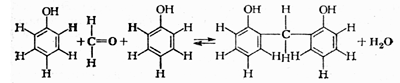 OH OH OH H OH
H H H H H H C H
+ C=O + ⇌ + H₂O
H H H H H H H H H H H
H H H H